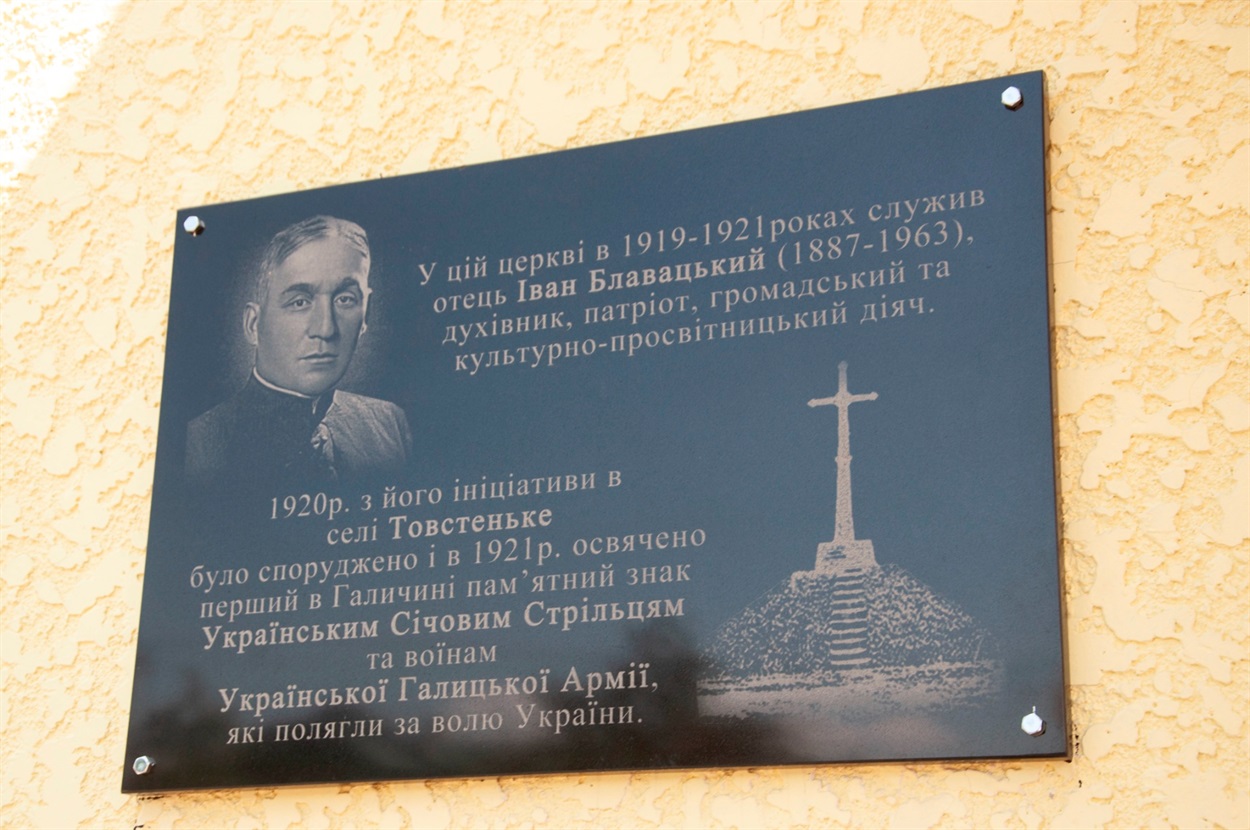 У цій церкві в 1919-1921роках служив
отець Іван Блавацький (1887-1963),
духівник, патріот, громадський та
культурно-просвітницький діяч.
1920р. з його ініціативи в
селі Товстеньке
було споруджено і в 1921р. освячено
перший в Галичині пам’ятний знак
Українським Січовим Стрільцям
та воїнам
Української Галицької Армії,
які полягли за волю України.